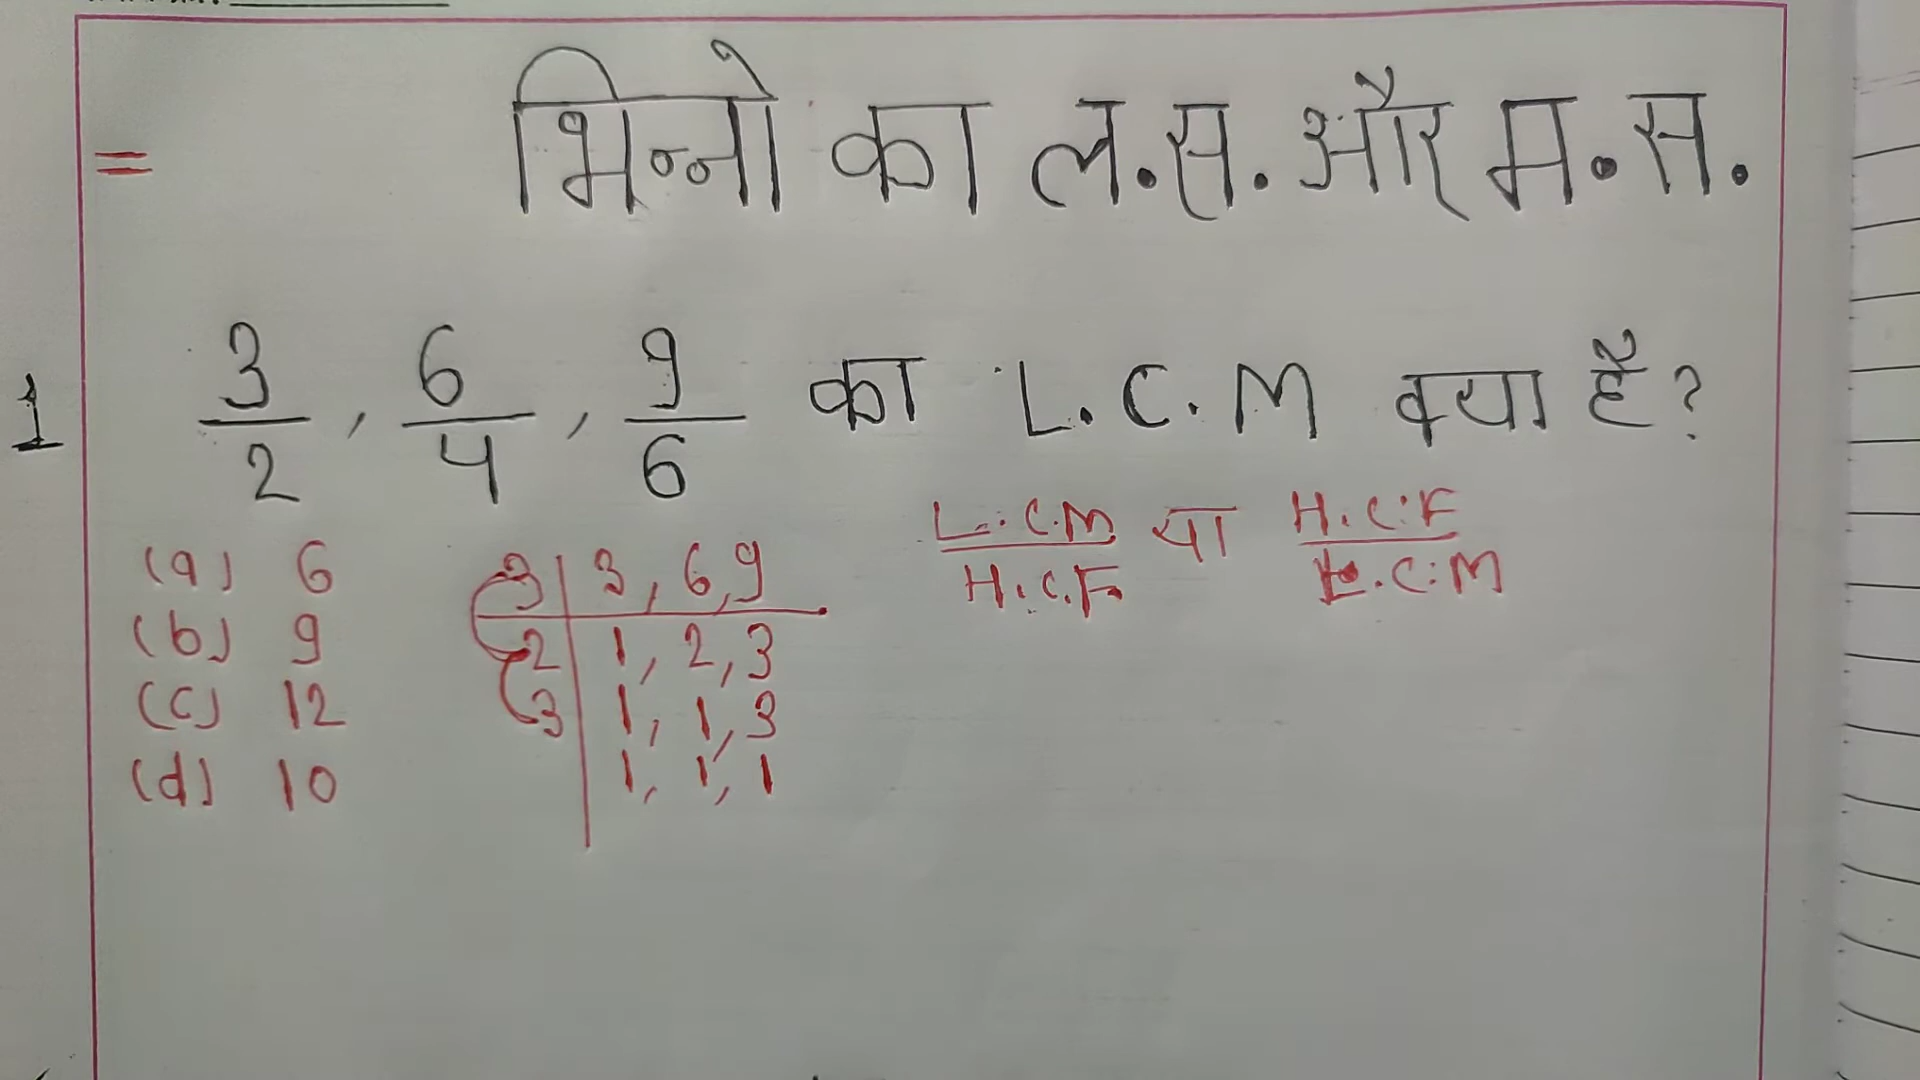 = भिन्नो का ल.स. और म.स.
1 3/2, 6/4, 9/6 का L.C.M क्या है?
L.C.M/H.C.F. या H.C.F/L.C.M
(a) 6
(b) 9
(c) 12
(d) 10
3 | 3, 6, 9
2 | 1, 2, 3
3 | 1, 1, 3
1, 1, 1